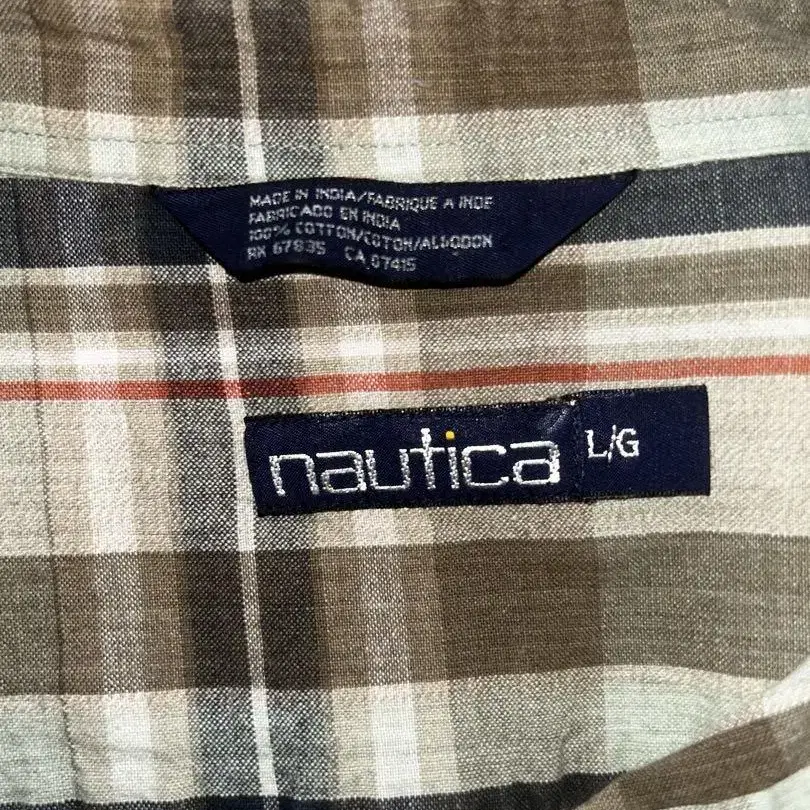 MADE IN INDIA/FABRIQUE A INDE
FABRICADO EN INDIA
100% COTTON/COTON/ALGODON
RN 67835 CA 07415
nautica L/G